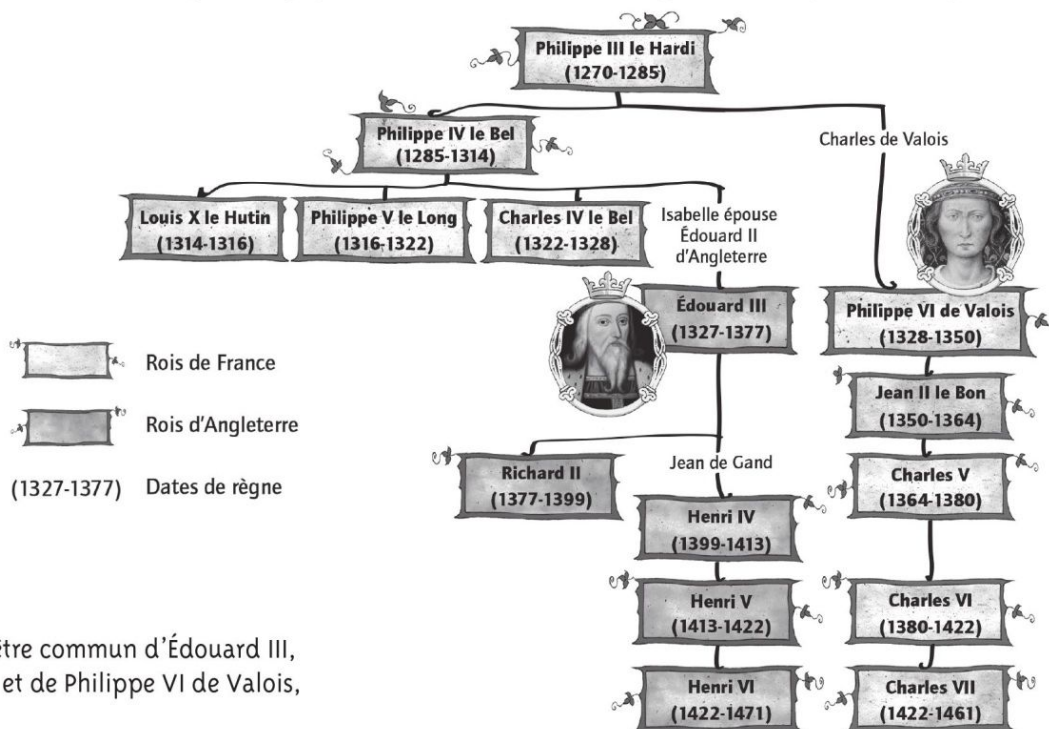 Philippe III le Hardi
(1270-1285)
Philippe IV le Bel
(1285-1314)
Charles de Valois
Louis X le Hutin
(1314-1316)
Philippe V le Long
(1316-1322)
Charles IV le Bel
(1322-1328)
Isabelle épouse
Édouard II
d'Angleterre
Édouard III
(1327-1377)
Philippe VI de Valois
(1328-1350)
Rois de France
Rois d'Angleterre
(1327-1377) Dates de règne
Jean II le Bon
(1350-1364)
Richard II
(1377-1399)
Jean de Gand
Charles V
(1364-1380)
Henri IV
(1399-1413)
Henri V
(1413-1422)
Charles VI
(1380-1422)
Henri VI
(1422-1471)
Charles VII
(1422-1461)
être commun d'Édouard III,
et de Philippe VI de Valois,